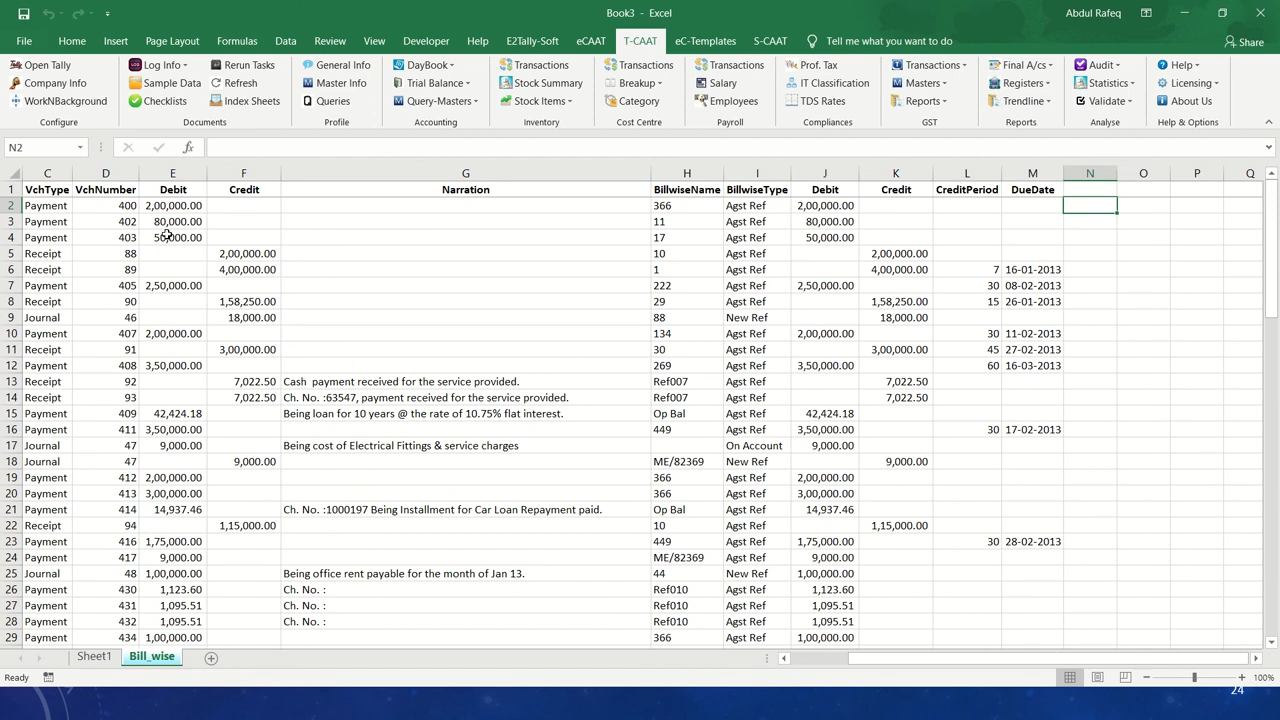 Book3 - Excel
Abdul Rafeq
File Home Insert Page Layout Formulas Data Review View Developer Help E2Tally-Soft eCAAT T-CAAT eC-Templates S-CAAT Tell me what you want to do Share
Open Tally Log Info Rerun Tasks General Info DayBook Transactions Transactions Transactions Prof. Tax Transactions Final A/cs Audit Help
Company Info Sample Data Refresh Master Info Trial Balance Stock Summary Breakup Salary IT Clasification Masters Registers Statistics Licensing
WorkNBackground Checklists Index Sheets Queries Query-Masters Stock Items Category Employees TDS Rates Reports Trendline Validate About Us
Configure Documents Profile Accounting Inventory Cost Centre Payroll Compliances GST Reports Analyse Help & Options
N2 fx
C D E F G H I J K L M N O P Q
1 VchType VchNumber Debit Credit Narration BillwiseName BillwiseType Debit Credit CreditPeriod DueDate
2 Payment 400 2,00,000.00 366 Agst Ref 2,00,000.00
3 Payment 402 80,000.00 11 Agst Ref 80,000.00
4 Payment 403 50,000.00 17 Agst Ref 50,000.00
5 Receipt 88 2,00,000.00 10 Agst Ref 2,00,000.00
6 Receipt 89 4,00,000.00 1 Agst Ref 4,00,000.00 7 16-01-2013
7 Payment 405 2,50,000.00 222 Agst Ref 2,50,000.00 30 08-02-2013
8 Receipt 90 1,58,250.00 29 Agst Ref 1,58,250.00 15 26-01-2013
9 Journal 46 18,000.00 88 New Ref 18,000.00
10 Payment 407 2,00,000.00 134 Agst Ref 2,00,000.00 30 11-02-2013
11 Receipt 91 3,00,000.00 30 Agst Ref 3,00,000.00 45 27-02-2013
12 Payment 408 3,50,000.00 269 Agst Ref 3,50,000.00 60 16-03-2013
13 Receipt 92 7,022.50 Cash payment received for the service provided. Ref007 Agst Ref 7,022.50
14 Receipt 93 7,022.50 Ch. No. :63547, payment received for the service provided. Ref007 Agst Ref 7,022.50
15 Payment 409 42,424.18 Being loan for 10 years @ the rate of 10.75% flat interest. Op Bal Agst Ref 42,424.18
16 Payment 411 3,50,000.00 449 Agst Ref 3,50,000.00 30 17-02-2013
17 Journal 47 9,000.00 Being cost of Electrical Fittings & service charges On Account 9,000.00
18 Journal 47 9,000.00 ME/82369 New Ref 9,000.00
19 Payment 412 2,00,000.00 366 Agst Ref 2,00,000.00
20 Payment 413 3,00,000.00 366 Agst Ref 3,00,000.00
21 Payment 414 14,937.46 Ch. No. :1000197 Being Installment for Car Loan Repayment paid. Op Bal Agst Ref 14,937.46
22 Receipt 94 1,15,000.00 10 Agst Ref 1,15,000.00
23 Payment 416 1,75,000.00 449 Agst Ref 1,75,000.00 30 28-02-2013
24 Payment 417 9,000.00 ME/82369 Agst Ref 9,000.00
25 Journal 48 1,00,000.00 Being office rent payable for the month of Jan 13. 44 New Ref 1,00,000.00
26 Payment 430 1,123.60 Ch. No. : Ref010 Agst Ref 1,123.60
27 Payment 431 1,095.51 Ch. No. : Ref010 Agst Ref 1,095.51
28 Payment 432 1,095.51 Ch. No. : Ref010 Agst Ref 1,095.51
29 Payment 434 1,00,000.00 366 Agst Ref 1,00,000.00
Sheet1 Bill_wise
Ready 100%
24